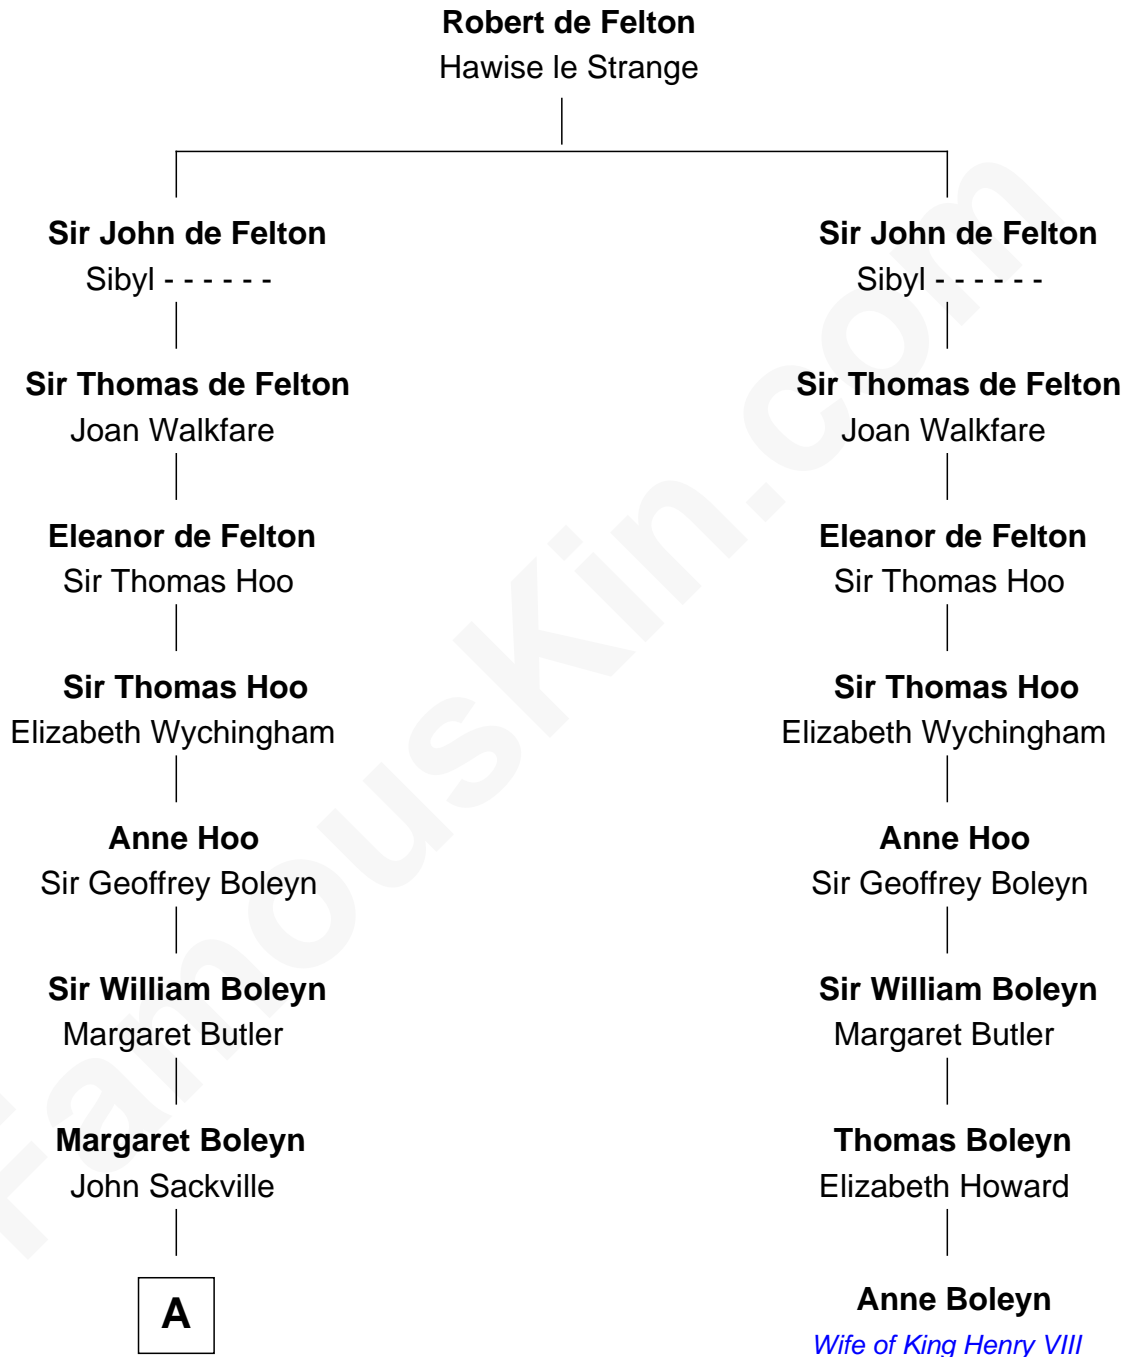 Robert de Felton
Hawise le Strange
Sir John de Felton
Sibyl - - - - - -
Sir John de Felton
Sibyl - - - - - -
Sir Thomas de Felton
Joan Walkfare
Sir Thomas de Felton
Joan Walkfare
Eleanor de Felton
Sir Thomas Hoo
Eleanor de Felton
Sir Thomas Hoo
Sir Thomas Hoo
Elizabeth Wychingham
Sir Thomas Hoo
Elizabeth Wychingham
Anne Hoo
Sir Geoffrey Boleyn
Anne Hoo
Sir Geoffrey Boleyn
Sir William Boleyn
Margaret Butler
Sir William Boleyn
Margaret Butler
Margaret Boleyn
John Sackville
Thomas Boleyn
Elizabeth Howard
A
Anne Boleyn
Wife of King Henry VIII
FamousKin.com